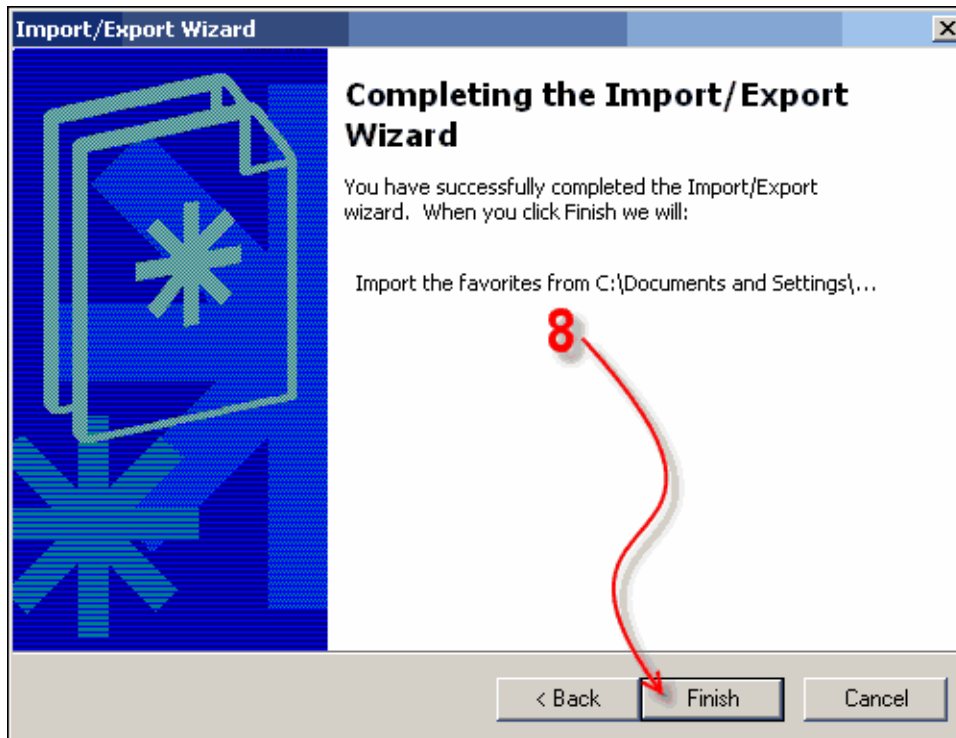 Import/Export Wizard
Completing the Import/Export
Wizard
You have successfully completed the Import/Export
wizard.  When you click Finish we will:
Import the favorites from C:\Documents and Settings\...
8
< Back
Finish
Cancel